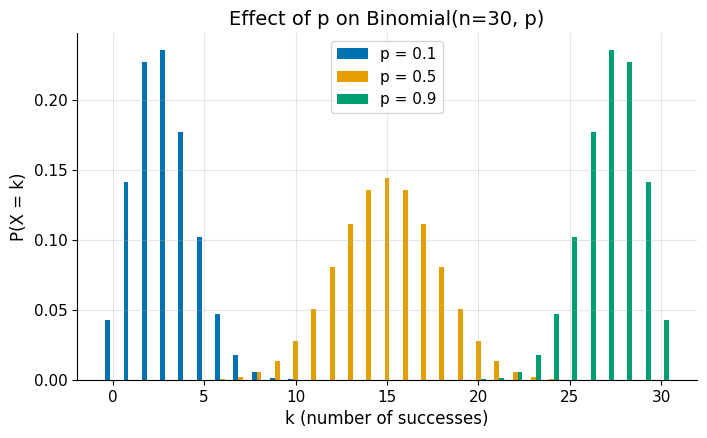 Effect of p on Binomial(n=30, p)
p = 0.1
p = 0.5
p = 0.9
P(X = k)
0.20
0.15
0.10
0.05
0.00
0 5 10 15 20 25 30
k (number of successes)